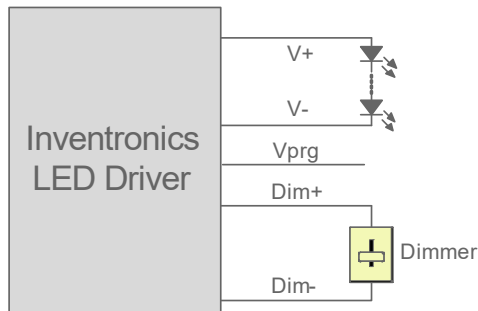 V+
V-
Inventronics
LED Driver
Vprg
Dim+
Dimmer
Dim-